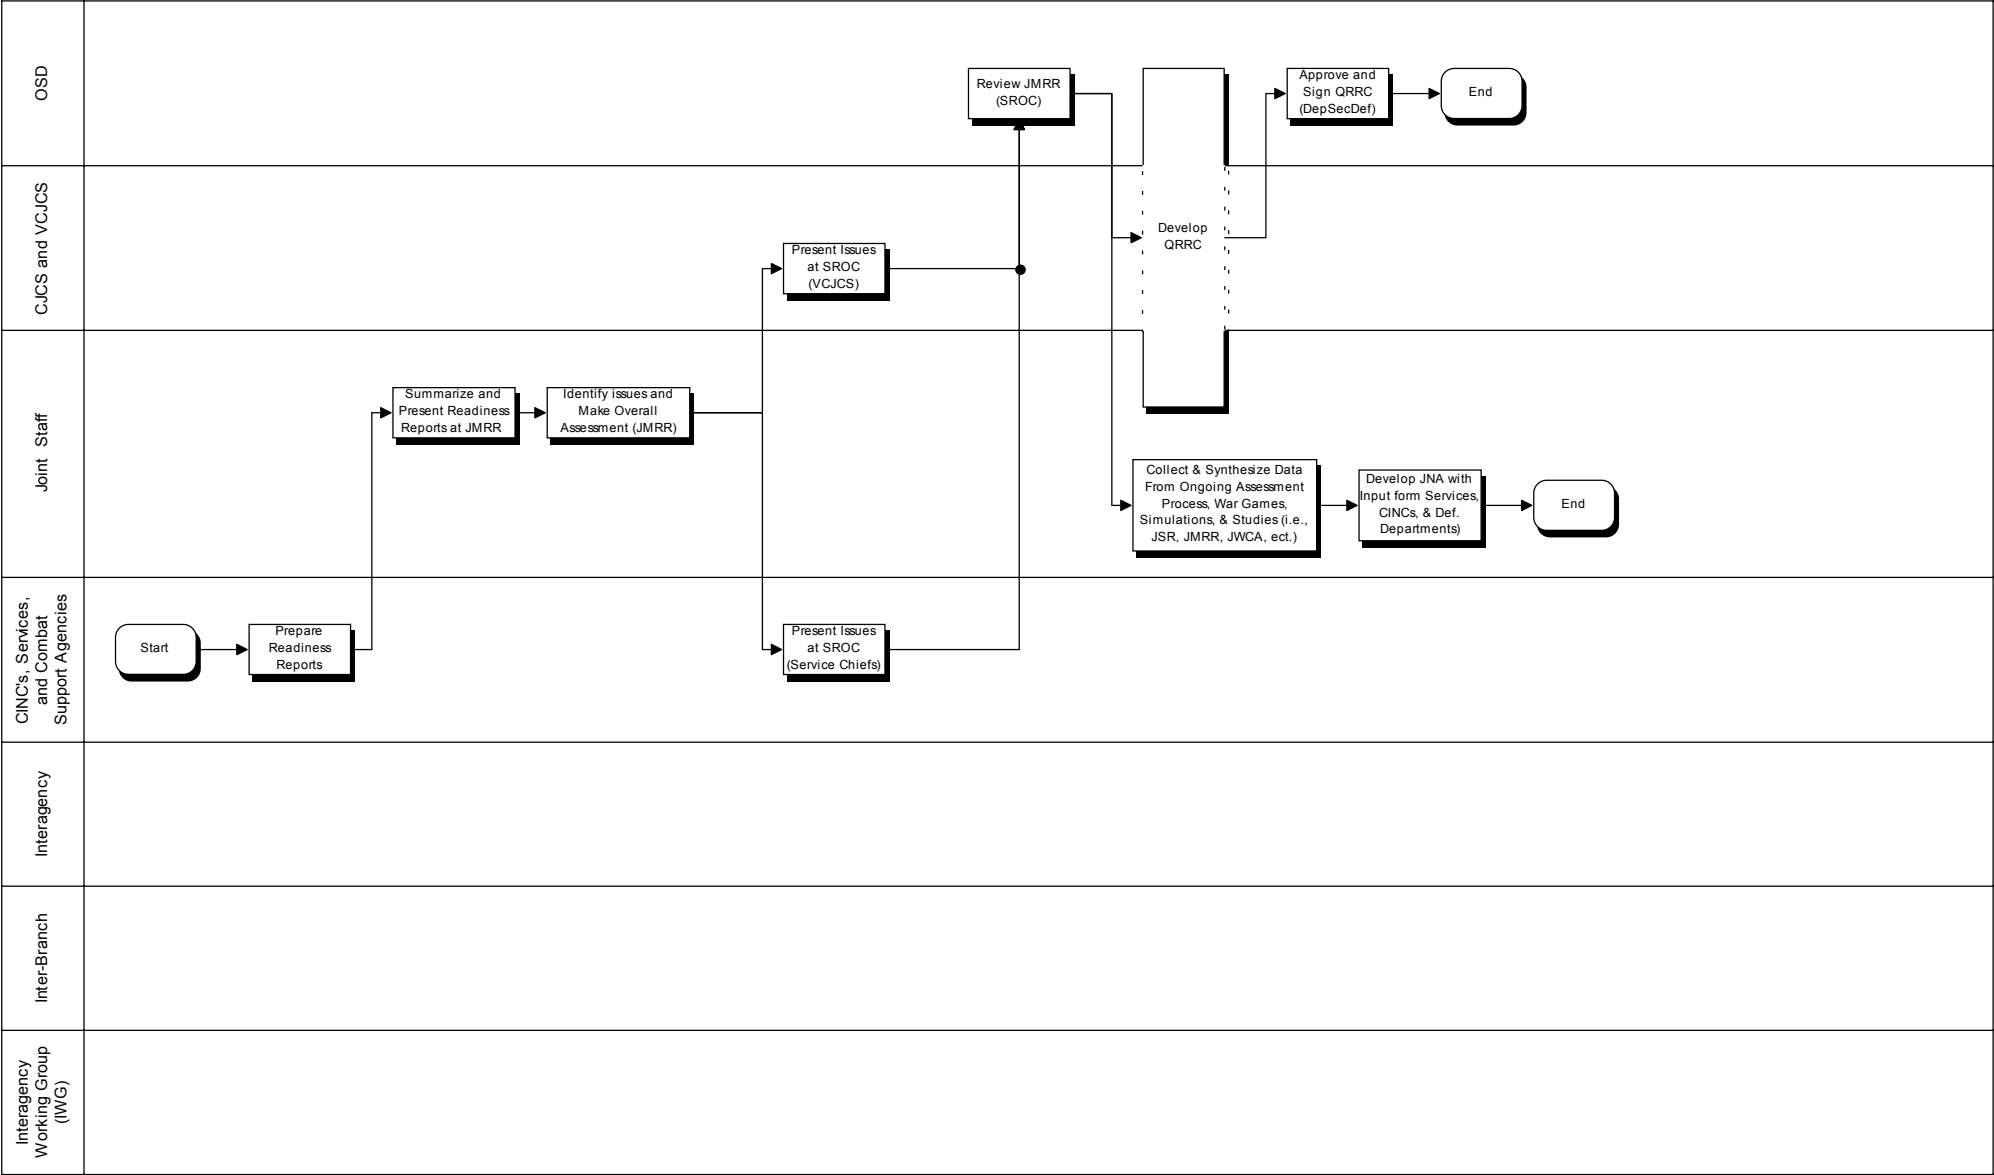 OSD
Review JMRR
(SROC)
Approve and
Sign QRRC
(DepSecDef)
End
CJCS and VCJCS
Present Issues
at SROC
(VCJCS)
Develop
QRRC
Joint Staff
Summarize and
Present Readiness
Reports at JMRR
Identify issues and
Make Overall
Assessment (JMRR)
Collect & Synthesize Data
From Ongoing Assessment
Process, War Games,
Simulations, & Studies (i.e.,
JSR, JMRR, JWCA, ect.)
Develop JNA with
Input form Services,
CINCs, & Def.
Departments)
End
CINC's, Services,
and Combat
Support Agencies
Start
Prepare
Readiness
Reports
Present Issues
at SROC
(Service Chiefs)
Interagency
Inter-Branch
Interagency
Working Group
(IWG)